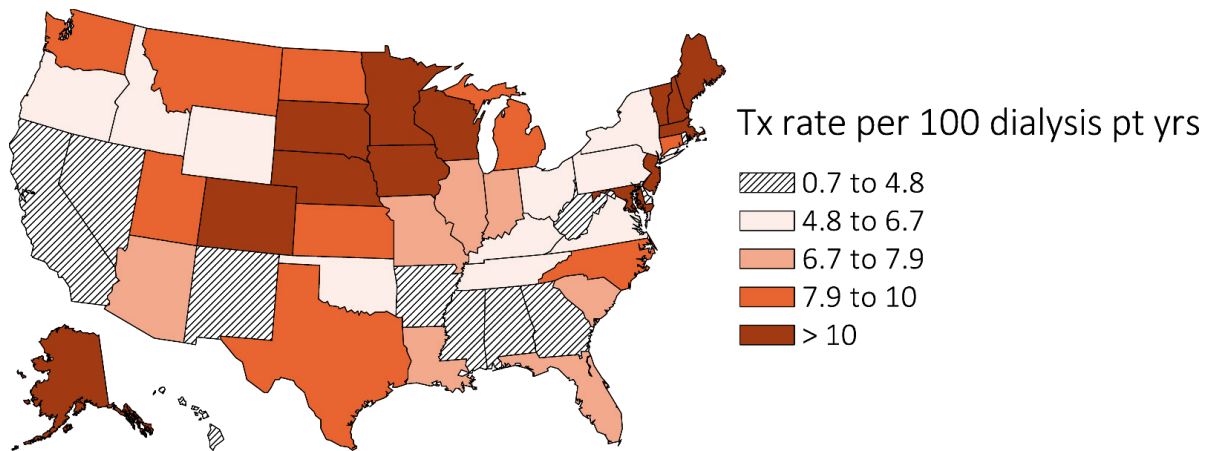 Tx rate per 100 dialysis pt yrs
0.7 to 4.8
4.8 to 6.7
6.7 to 7.9
7.9 to 10
> 10